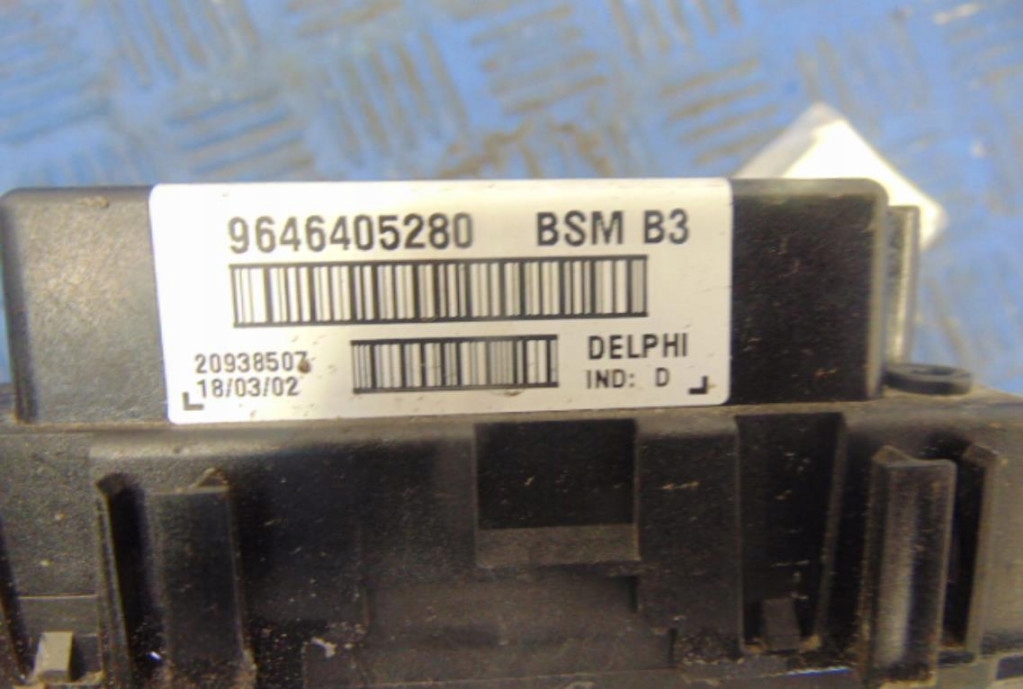 9646405280 BSM B3
20938507 DELPHI
18/03/02 IND: D